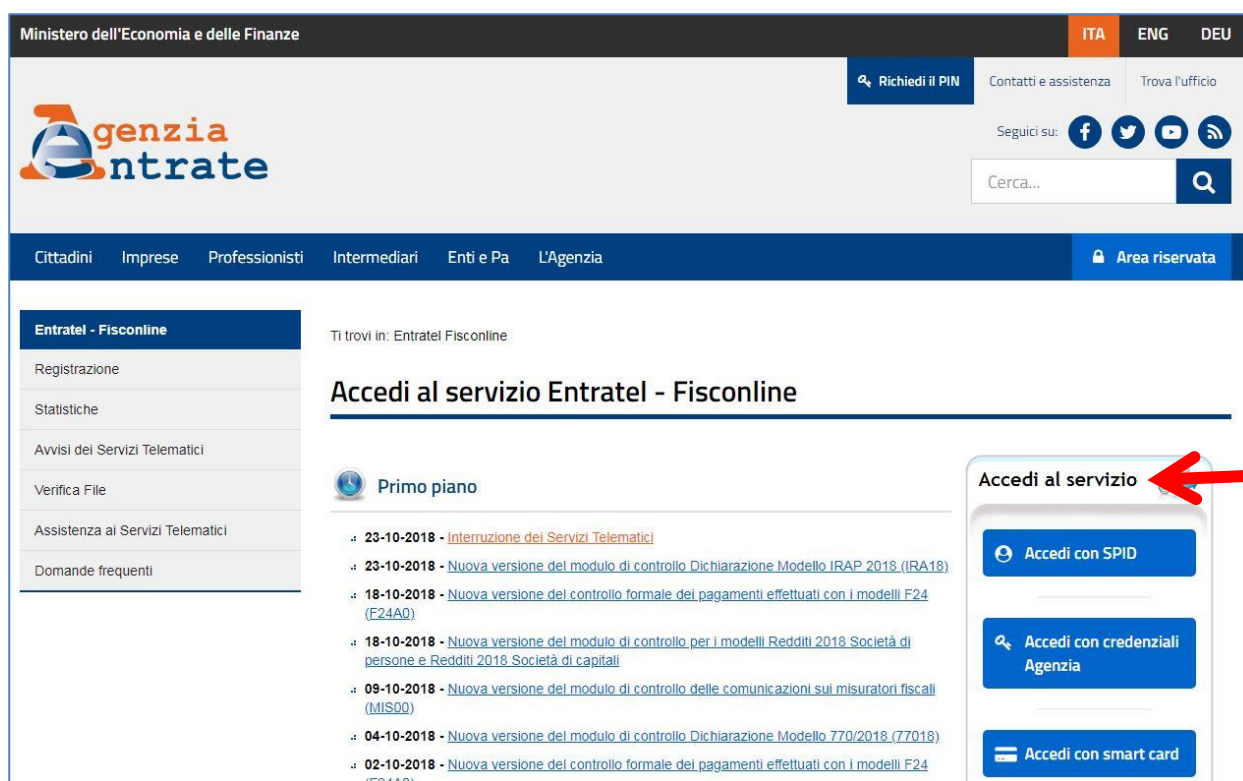 Ministero dell'Economia e delle Finanze
ITA ENG DEU
Richiedi il PIN Contatti e assistenza Trova l'ufficio
Agenzia
Entrate
Seguici su:
Cerca...
Cittadini Imprese Professionisti Intermediari Enti e Pa L'Agenzia Area riservata
Entratel - Fisconline
Registrazione
Statistiche
Avvisi dei Servizi Telematici
Verifica File
Assistenza ai Servizi Telematici
Domande frequenti
Ti trovi in: Entratel Fisconline
Accedi al servizio Entratel - Fisconline
Primo piano
23-10-2018 - Interruzione dei Servizi Telematici
23-10-2018 - Nuova versione del modulo di controllo Dichiarazione Modello IRAP 2018 (IRA18)
18-10-2018 - Nuova versione del controllo formale dei pagamenti effettuati con i modelli F24
(F24A0)
18-10-2018 - Nuova versione del modulo di controllo per i modelli Redditi 2018 Società di
persone e Redditi 2018 Società di capitali
09-10-2018 - Nuova versione del modulo di controllo delle comunicazioni sui misuratori fiscali
(MIS00)
04-10-2018 - Nuova versione del modulo di controllo Dichiarazione Modello 770/2018 (77018)
02-10-2018 - Nuova versione del controllo formale dei pagamenti effettuati con i modelli F24
Accedi al servizio
Accedi con SPID
Accedi con credenziali
Agenzia
Accedi con smart card